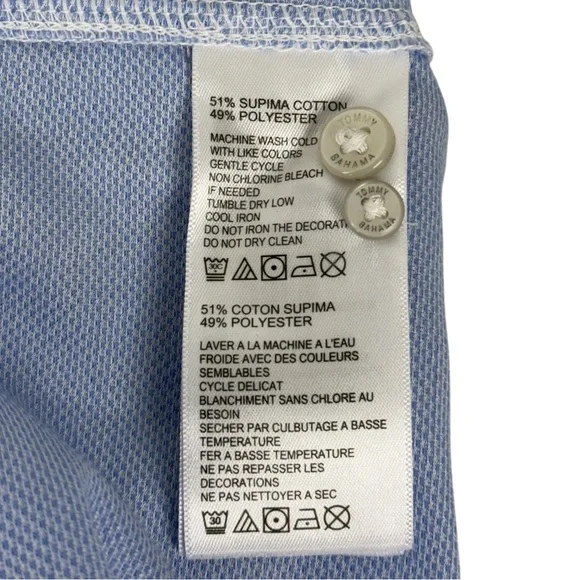 51% SUPIMA COTTON
49% POLYESTER
TOMMY
BAHAMA
MACHINE WASH COLD
WITH LIKE COLORS
GENTLE CYCLE
NON CHLORINE BLEACH
IF NEEDED
TUMBLE DRY LOW
COOL IRON
DO NOT IRON THE DECORATI
DO NOT DRY CLEAN
TOMMY
BAHAMA
30C
51% COTON SUPIMA
49% POLYESTER
LAVER A LA MACHINE A L'EAU
FROIDE AVEC DES COULEURS
SEMBLABLES
CYCLE DELICAT
BLANCHIMENT SANS CHLORE AU
BESOIN
SECHER PAR CULBUTAGE A BASSE
TEMPERATURE
FER A BASSE TEMPERATURE
NE PAS REPASSER LES
DECORATIONS
NE PAS NETTOYER A SEC
30